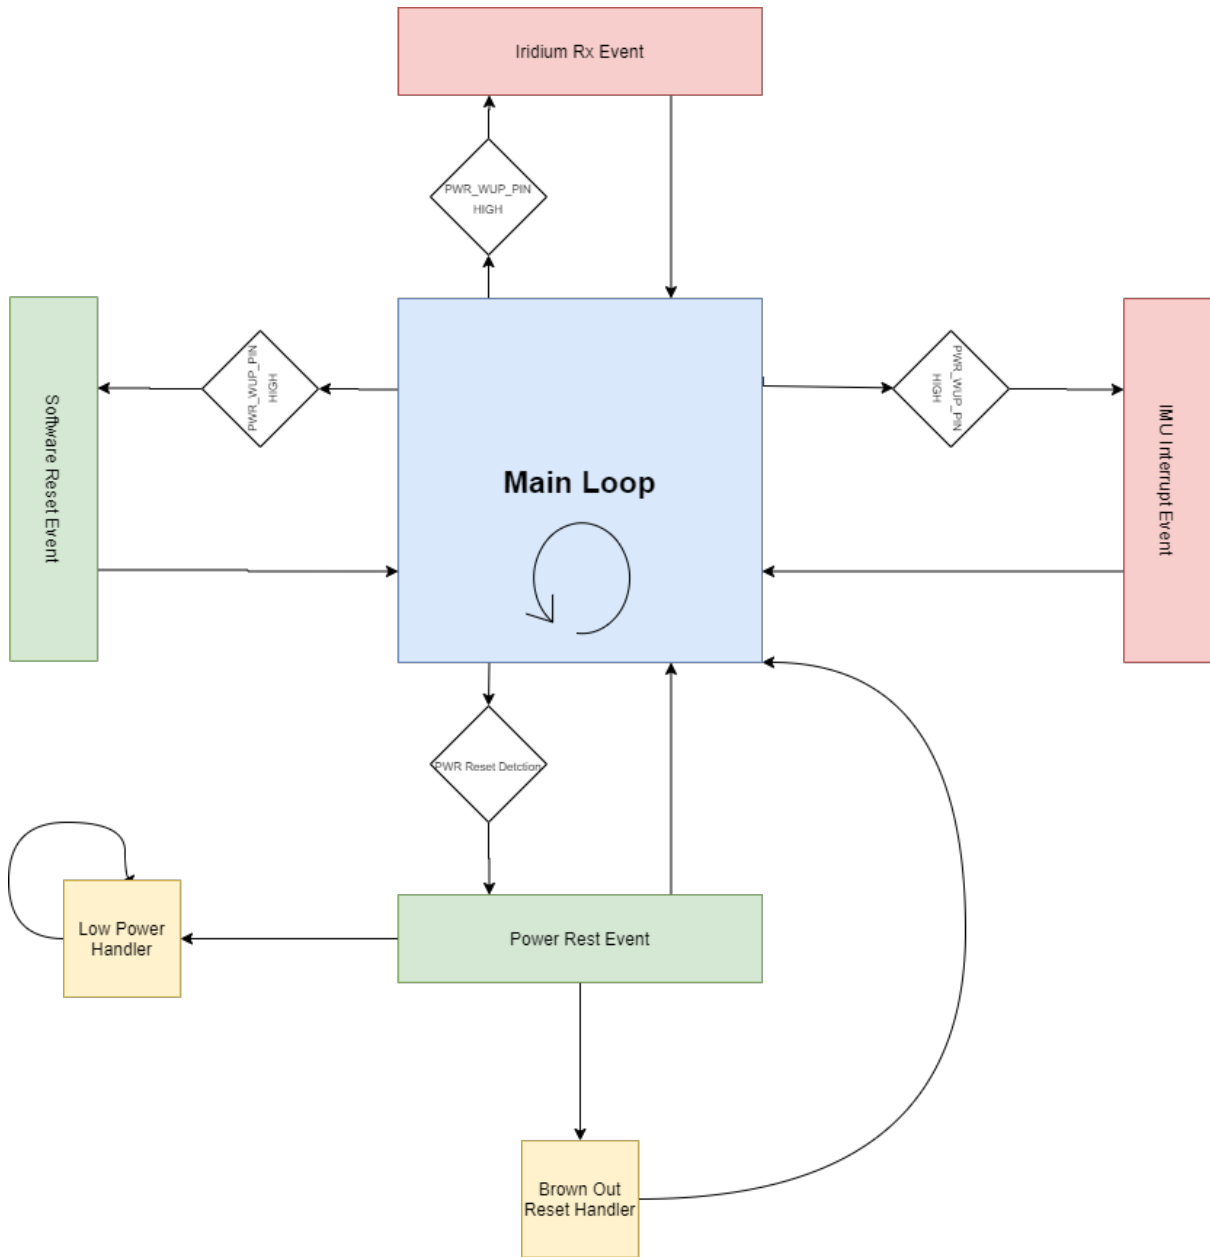 Iridium Rx Event
PWR_WUP_PIN
HIGH
PWR_WUP_PIN
HIGH
PWR_WUP_PIN
HIGH
Software Reset Event
IMU Interrupt Event
Main Loop
PWR Reset Detction
Low Power
Handler
Power Rest Event
Brown Out
Reset Handler